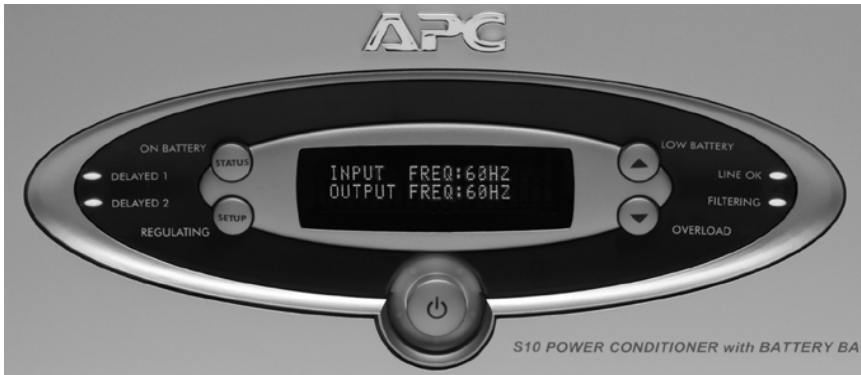 APC
ON BATTERY
STATUS
LOW BATTERY
DELAYED 1
INPUT FREQ:60HZ
OUTPUT FREQ:60HZ
LINE OK
DELAYED 2
SETUP
FILTERING
REGULATING
OVERLOAD
S10 POWER CONDITIONER with BATTERY BA